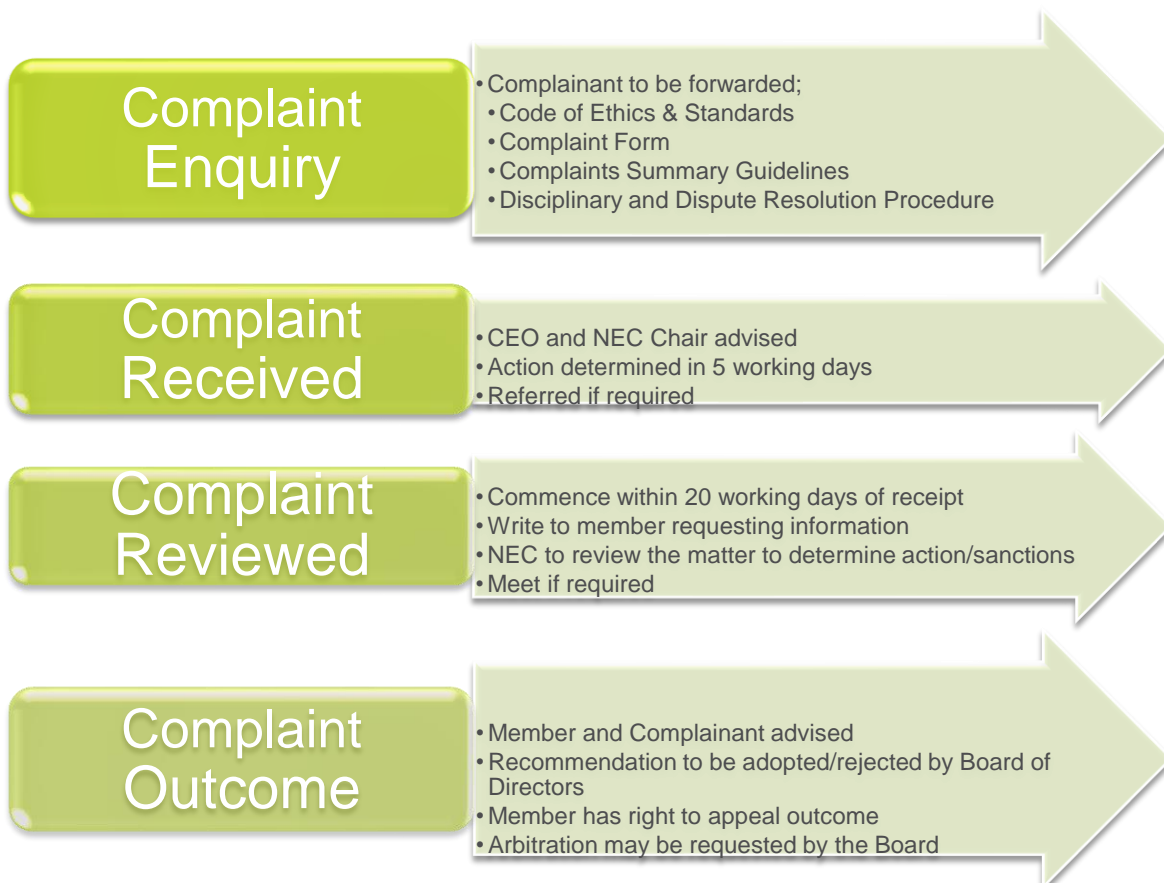 Complaint
Enquiry
• Complainant to be forwarded;
• Code of Ethics & Standards
• Complaint Form
• Complaints Summary Guidelines
• Disciplinary and Dispute Resolution Procedure
Complaint
Received
• CEO and NEC Chair advised
• Action determined in 5 working days
• Referred if required
Complaint
Reviewed
• Commence within 20 working days of receipt
• Write to member requesting information
• NEC to review the matter to determine action/sanctions
• Meet if required
Complaint
Outcome
• Member and Complainant advised
• Recommendation to be adopted/rejected by Board of
Directors
• Member has right to appeal outcome
• Arbitration may be requested by the Board